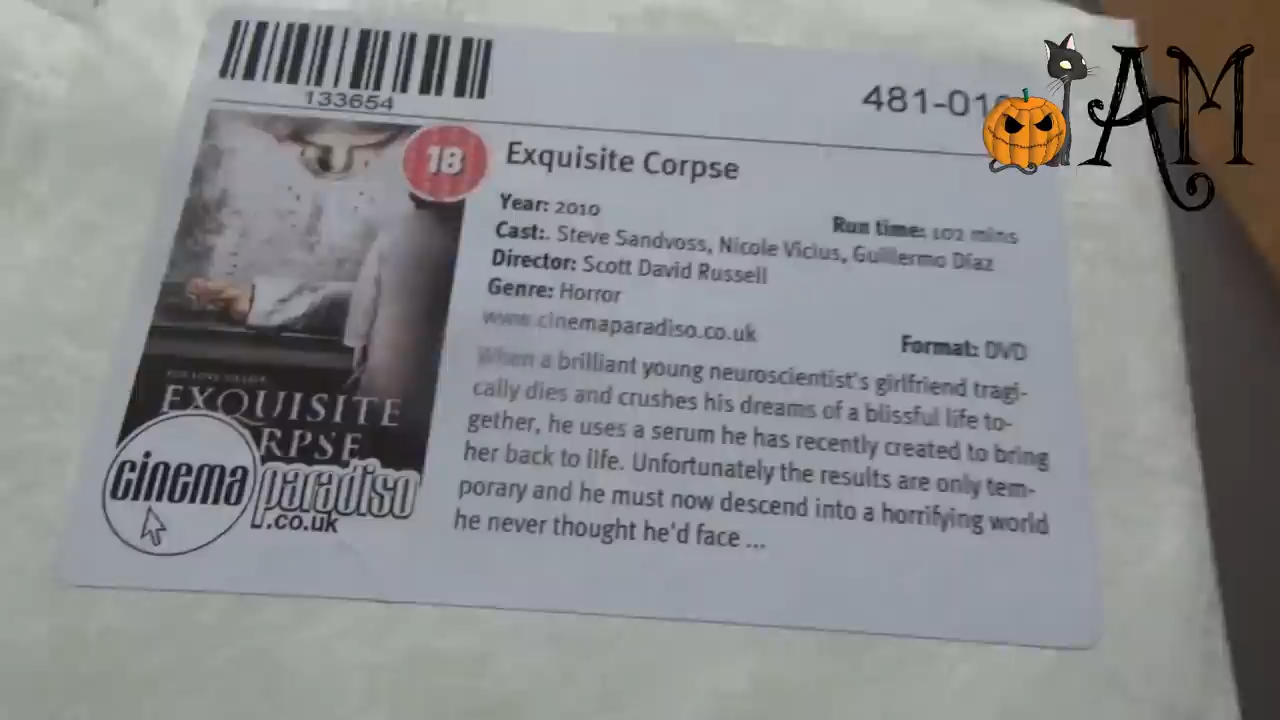 133654
481-01
AM
18
Exquisite Corpse
Year: 2010
Run time: 102 mins
Cast:. Steve Sandvoss, Nicole Vicius, Guillermo Díaz
Director: Scott David Russell
Genre: Horror
www.cinemaparadiso.co.uk
Format: DVD
When a brilliant young neuroscientist's girlfriend tragi-
cally dies and crushes his dreams of a blissful life to-
gether, he uses a serum he has recently created to bring
her back to life. Unfortunately the results are only tem-
porary and he must now descend into a horrifying world
he never thought he'd face ...
EXQUISITE
RPSE
cinema paradiso
.co.uk